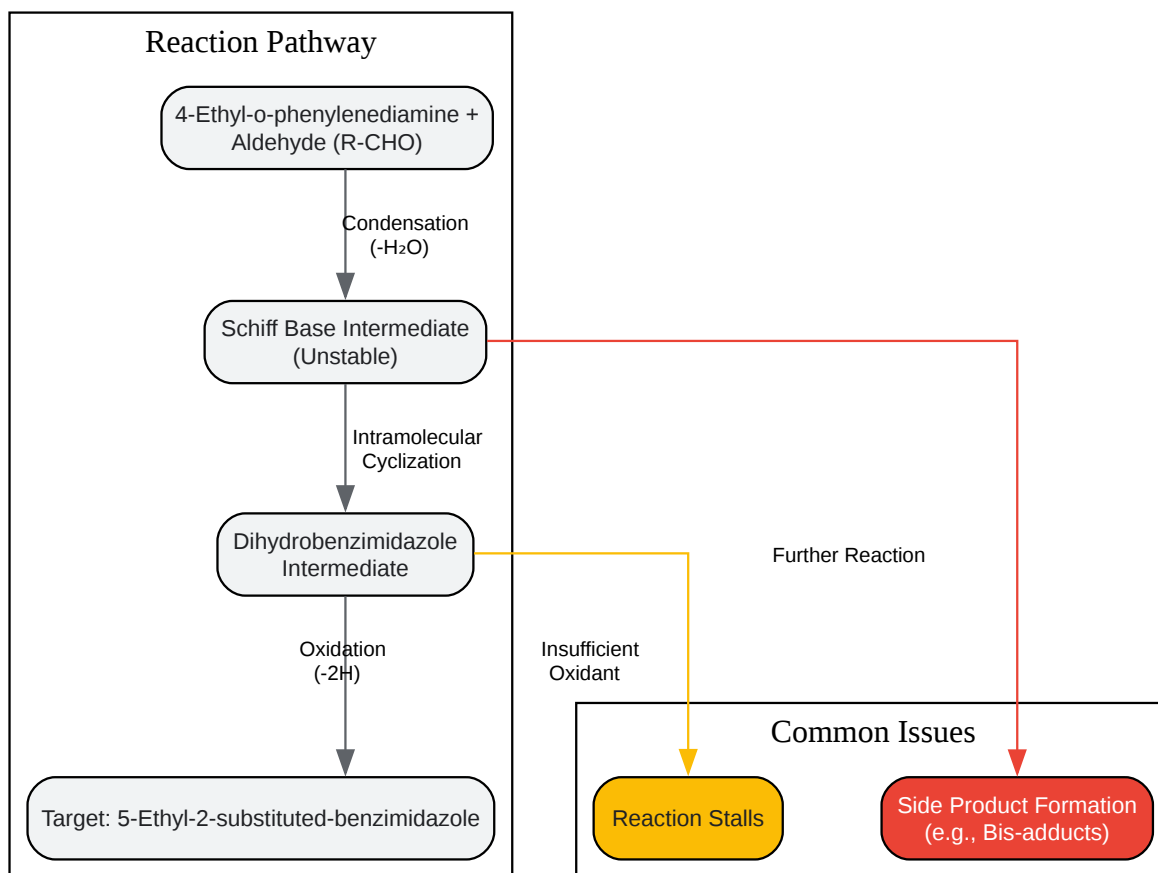 Reaction Pathway
4-Ethyl-o-phenylenediamine +
Aldehyde (R-CHO)
Condensation
(-H₂O)
Schiff Base Intermediate
(Unstable)
Intramolecular
Cyclization
Dihydrobenzimidazole
Intermediate
Further Reaction
Oxidation
(-2H)
Insufficient
Oxidant
Common Issues
Target: 5-Ethyl-2-substituted-benzimidazole
Reaction Stalls
Side Product Formation
(e.g., Bis-adducts)